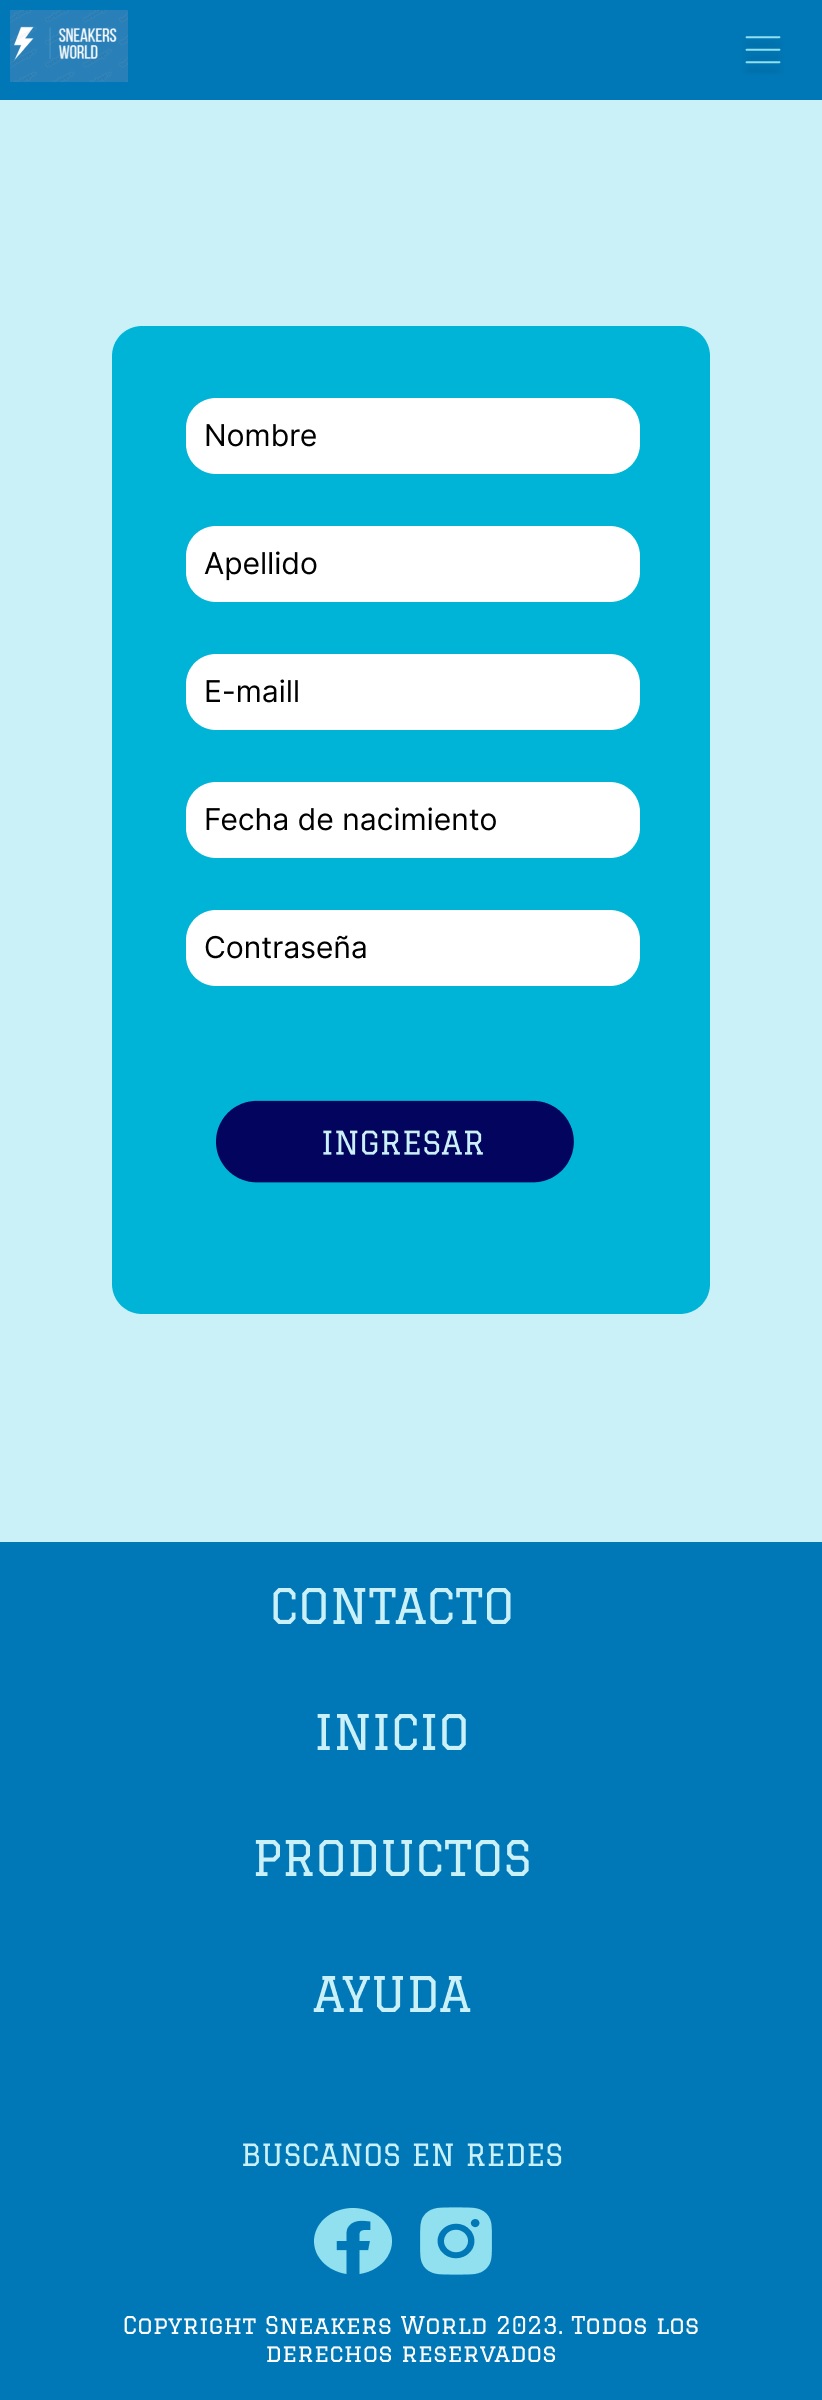 SNEAKERS
WORLD
Nombre
Apellido
E-maill
Fecha de nacimiento
Contraseña
INGRESAR
CONTACTO
INICIO
PRODUCTOS
AYUDA
BUSCANOS EN REDES
Copyright Sneakers World 2023. Todos los
derechos reservados